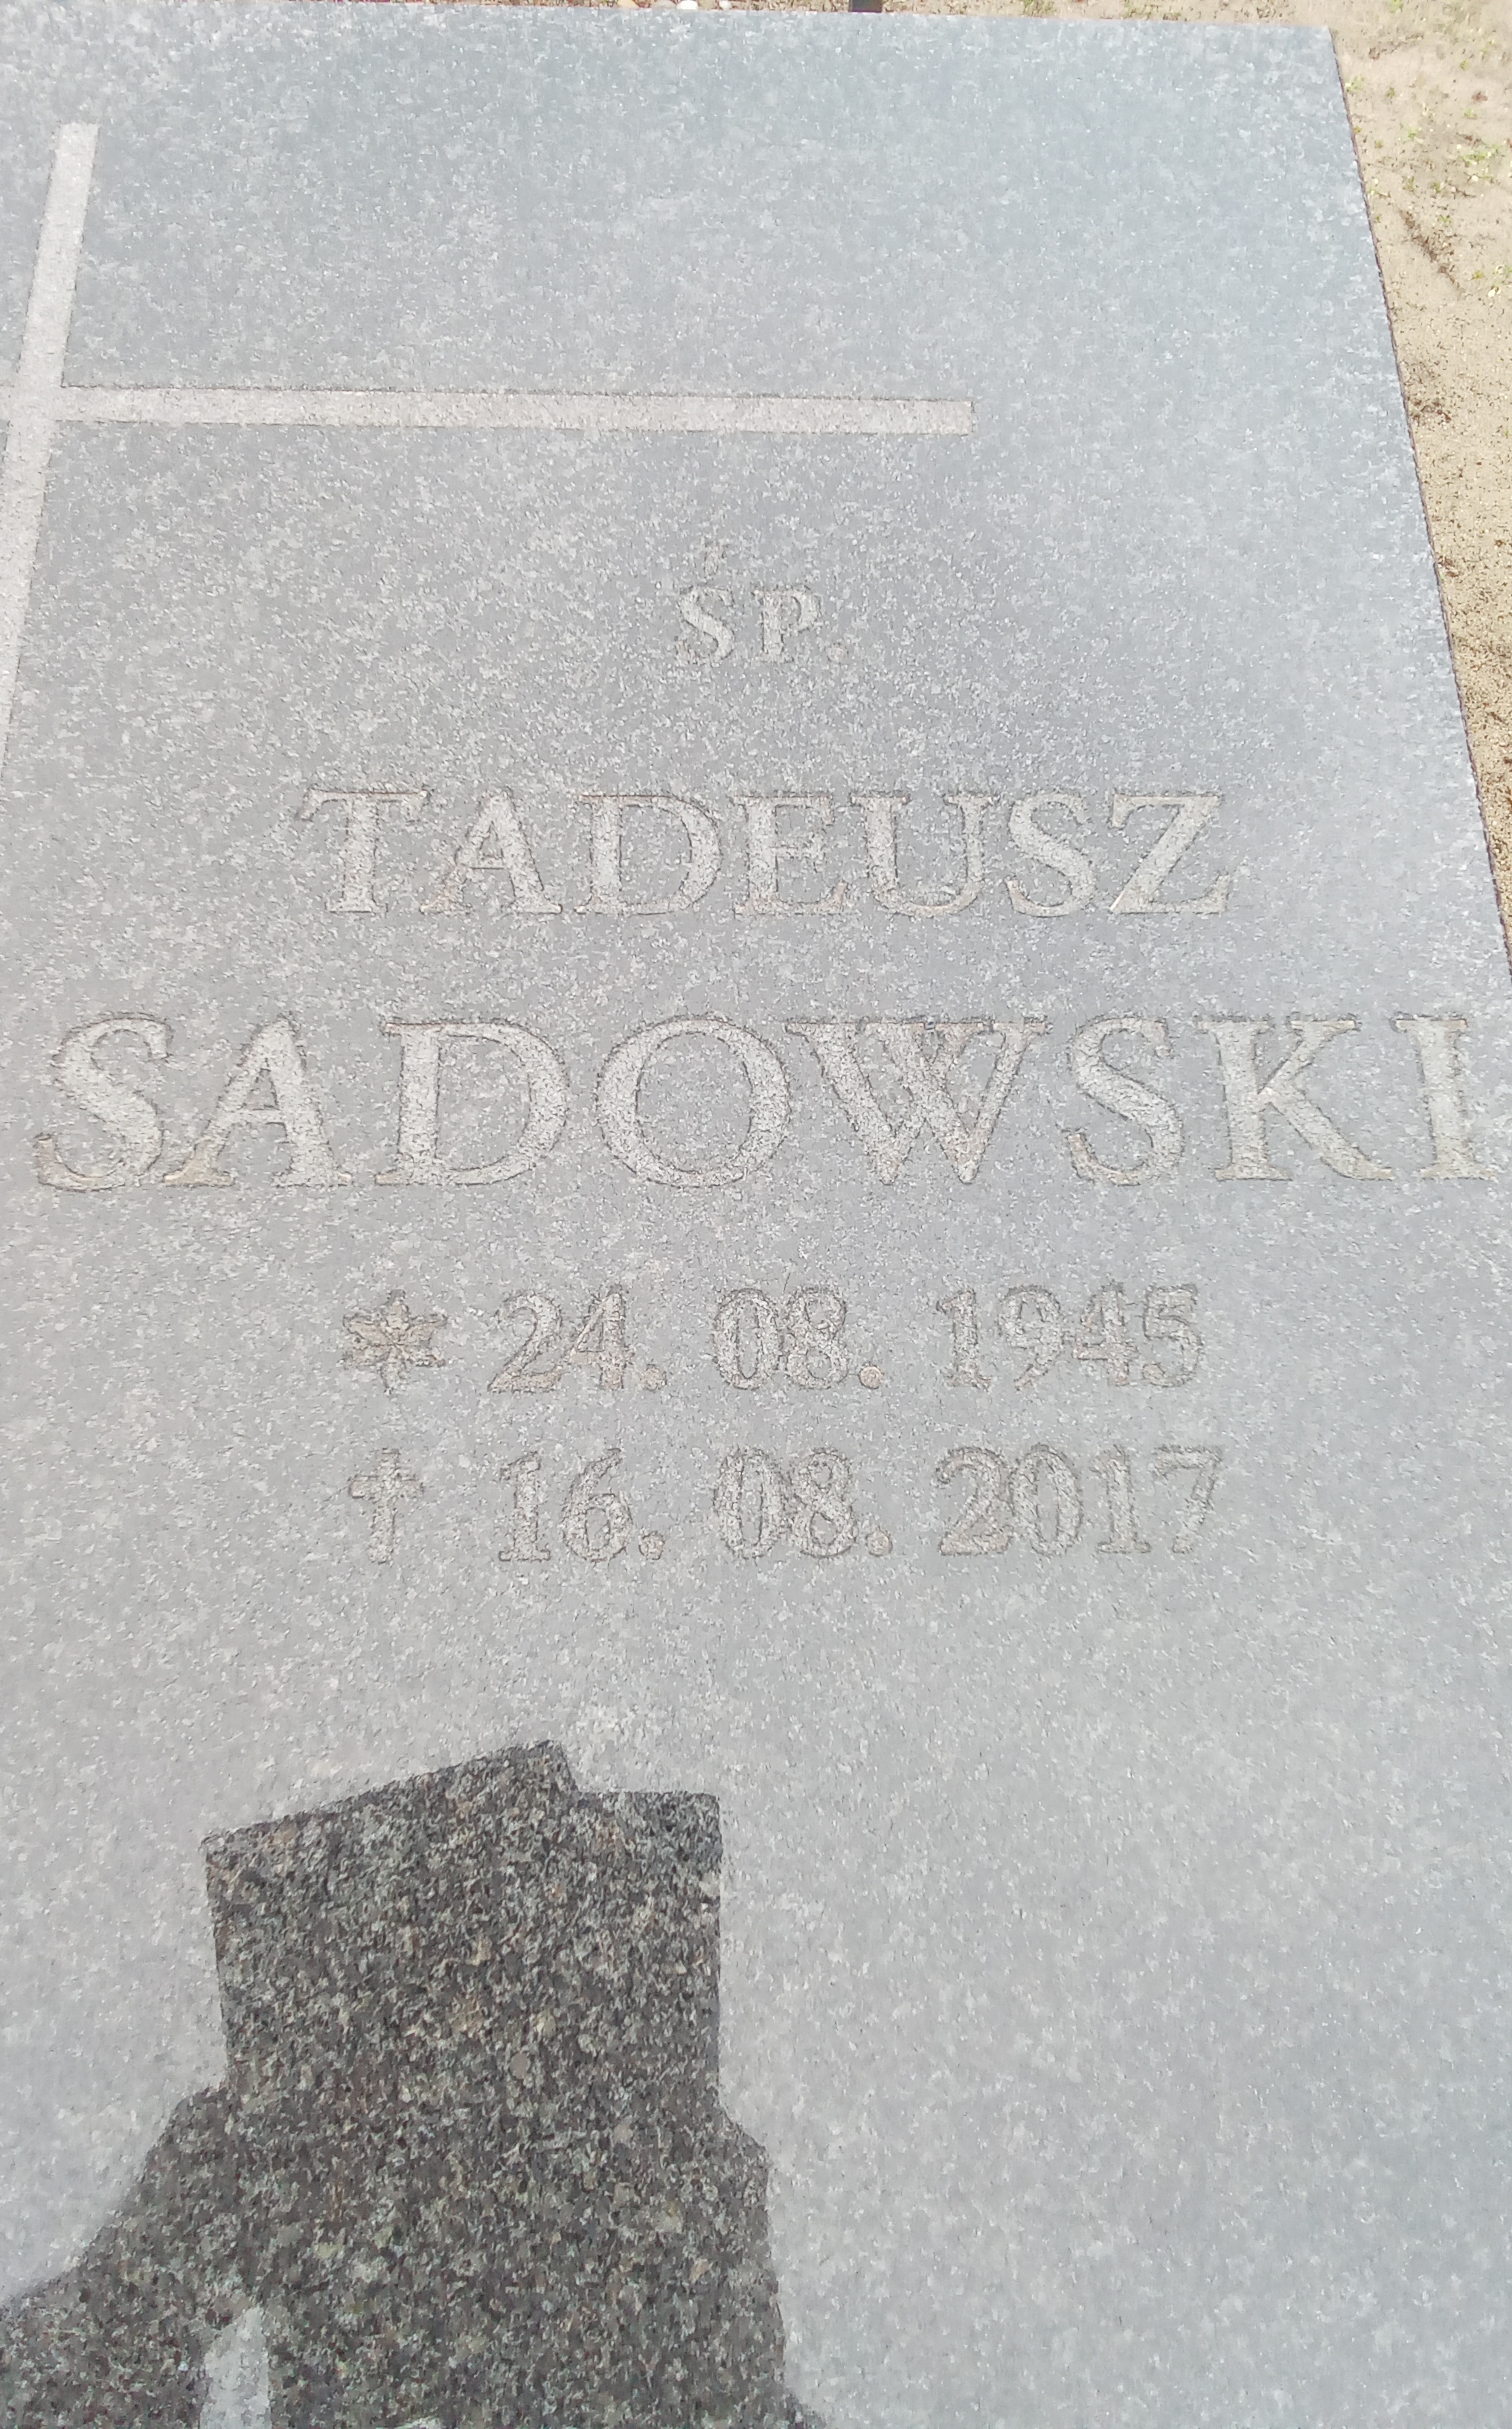 ŚP.
TADEUSZ
SADOWSKI
* 24. 08. 1945
† 16. 08. 2017